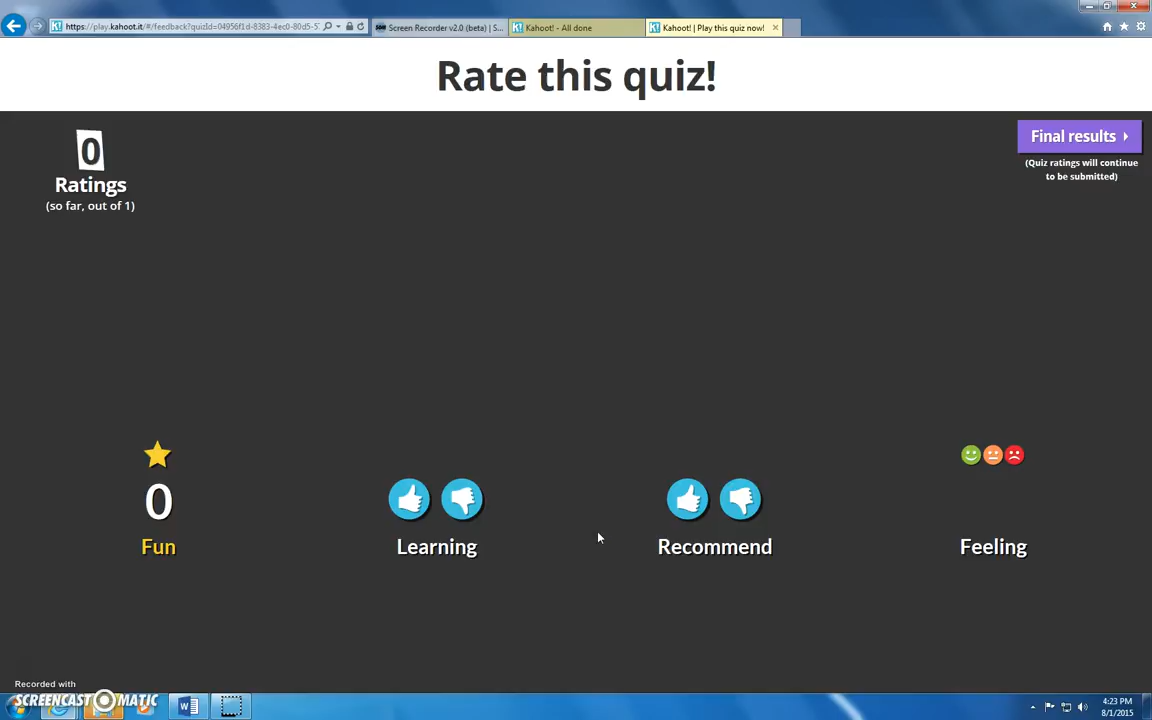 https://play.kahoot.it/#/feedback?quizId=04956f1d-8383-4ec0-80d5-5
Screen Recorder v2.0 (beta) | S...
Kahoot! - All done
Kahoot! | Play this quiz now!
Rate this quiz!
0
Ratings
(so far, out of 1)
Final results
(Quiz ratings will continue
to be submitted)
0
Fun
Learning
Recommend
Feeling
Recorded with
SCREENCAST-O-MATIC
4:23 PM
8/1/2015